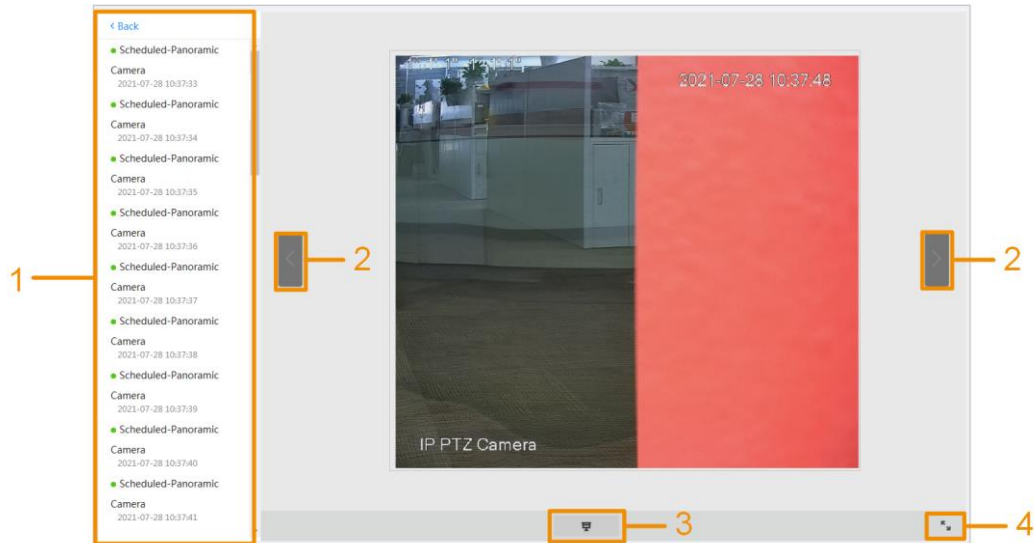 < Back
Scheduled-Panoramic
Camera
2021-07-28 10:37:33
Scheduled-Panoramic
Camera
2021-07-28 10:37:34
Scheduled-Panoramic
Camera
2021-07-28 10:37:35
Scheduled-Panoramic
Camera
2021-07-28 10:37:36
Scheduled-Panoramic
Camera
2021-07-28 10:37:37
Scheduled-Panoramic
Camera
2021-07-28 10:37:38
Scheduled-Panoramic
Camera
2021-07-28 10:37:39
Scheduled-Panoramic
Camera
2021-07-28 10:37:40
Scheduled-Panoramic
Camera
2021-07-28 10:37:41
1
2
2021-07-28 10:37:48
IP PTZ Camera
2
3
4